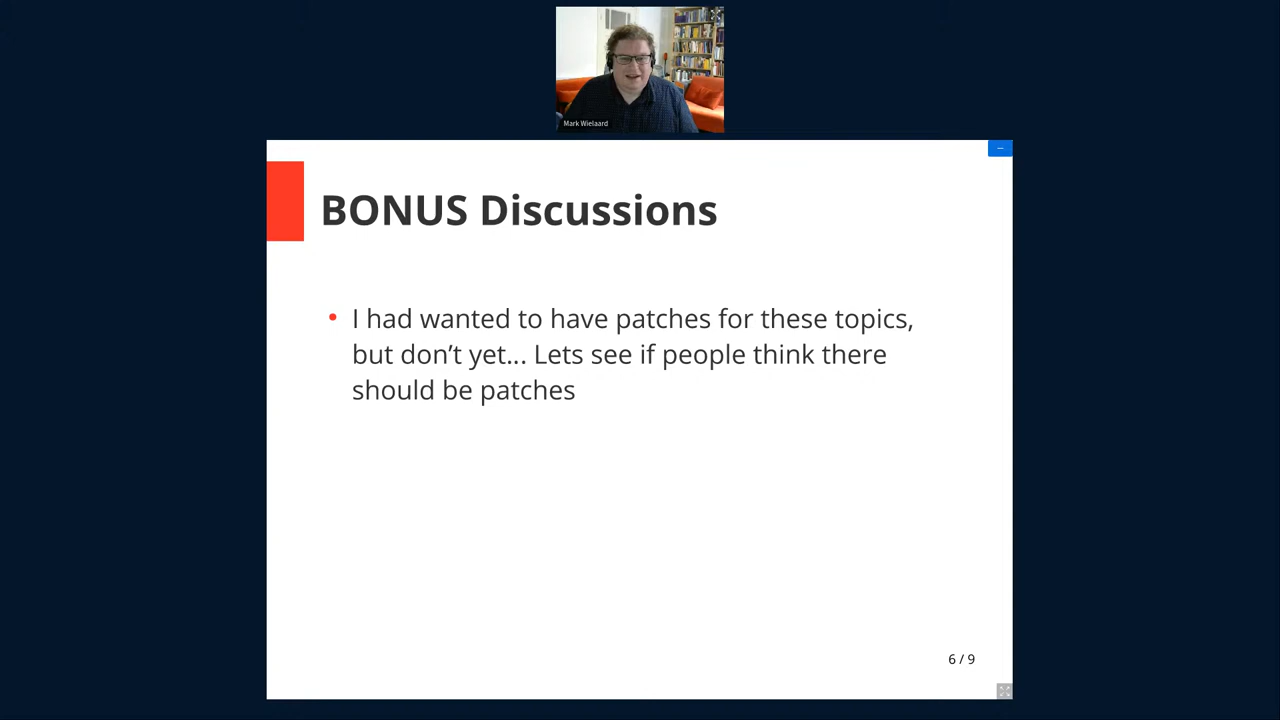 Mark Wielaard
BONUS Discussions
• I had wanted to have patches for these topics,
but don’t yet... Lets see if people think there
should be patches
6 / 9